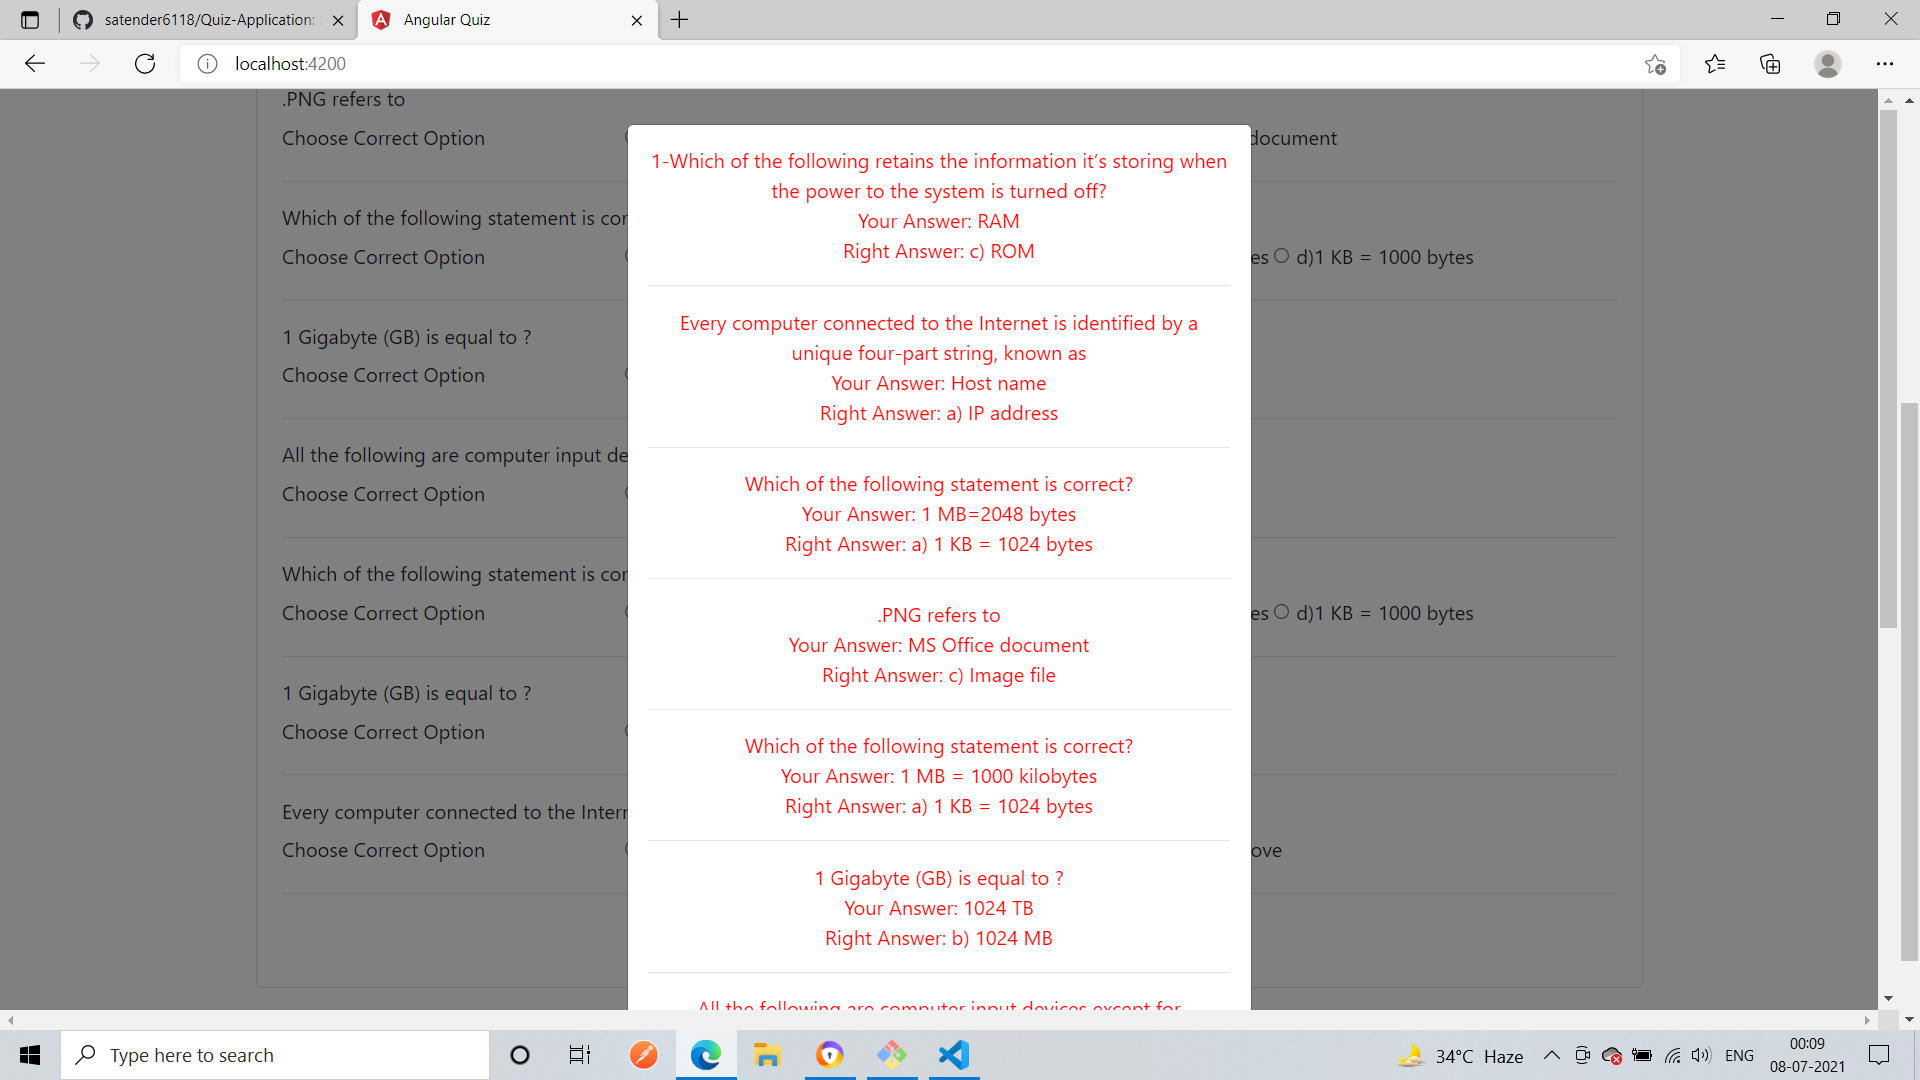 satender6118/Quiz-Application:
Angular Quiz
localhost:4200
.PNG refers to
Choose Correct Option
document
Which of the following statement is cor
Choose Correct Option
es d)1 KB = 1000 bytes
1 Gigabyte (GB) is equal to ?
Choose Correct Option
All the following are computer input de
Choose Correct Option
Which of the following statement is cor
Choose Correct Option
es d)1 KB = 1000 bytes
1 Gigabyte (GB) is equal to ?
Choose Correct Option
Every computer connected to the Intern
Choose Correct Option
ove
1-Which of the following retains the information it’s storing when
the power to the system is turned off?
Your Answer: RAM
Right Answer: c) ROM
Every computer connected to the Internet is identified by a
unique four-part string, known as
Your Answer: Host name
Right Answer: a) IP address
Which of the following statement is correct?
Your Answer: 1 MB=2048 bytes
Right Answer: a) 1 KB = 1024 bytes
.PNG refers to
Your Answer: MS Office document
Right Answer: c) Image file
Which of the following statement is correct?
Your Answer: 1 MB = 1000 kilobytes
Right Answer: a) 1 KB = 1024 bytes
1 Gigabyte (GB) is equal to ?
Your Answer: 1024 TB
Right Answer: b) 1024 MB
All the following are computer input devices except for
Type here to search
34°C Haze
ENG
00:09
08-07-2021